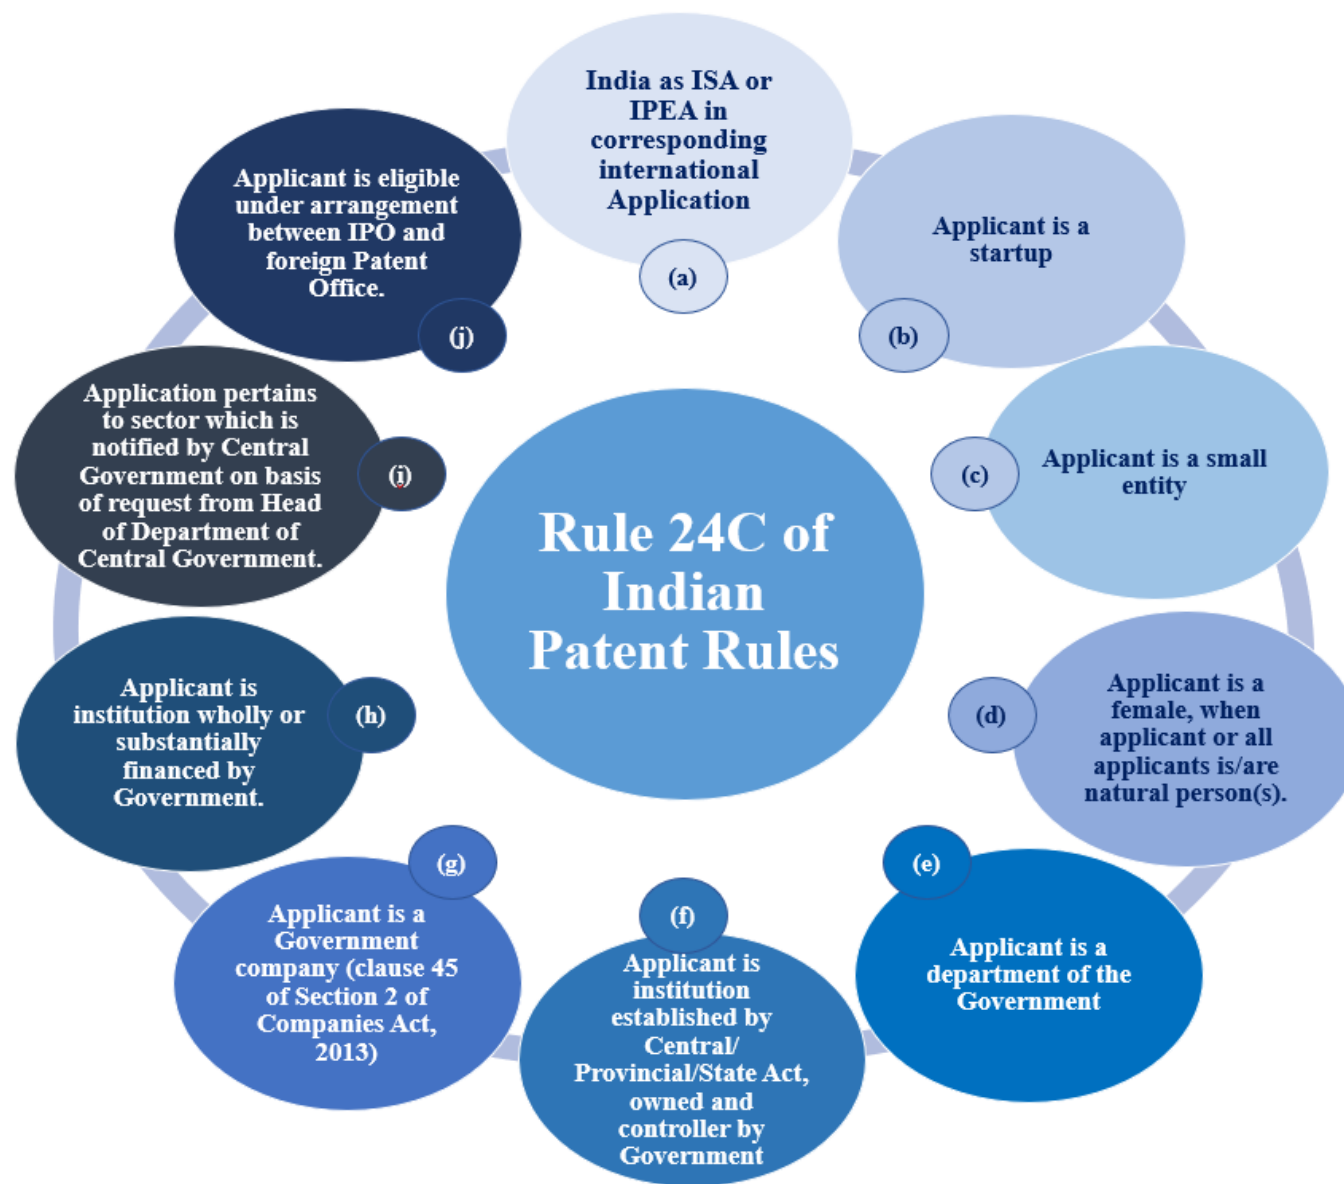 India as ISA or
IPEA in
corresponding
international
Application
(a)
Applicant is a
startup
(b)
Applicant is a small
entity
(c)
Applicant is a
female, when
applicant or all
applicants is/are
natural person(s).
(d)
Applicant is a
department of the
Government
(e)
Applicant is
institution
established by
Central/
Provincial/State Act,
owned and
controller by
Government
(f)
Applicant is a
Government
company (clause 45
of Section 2 of
Companies Act,
2013)
(g)
Applicant is
institution wholly or
substantially
financed by
Government.
(h)
Application pertains
to sector which is
notified by Central
Government on basis
of request from Head
of Department of
Central Government.
(i)
Applicant is eligible
under arrangement
between IPO and
foreign Patent
Office.
(j)
Rule 24C of
Indian
Patent Rules